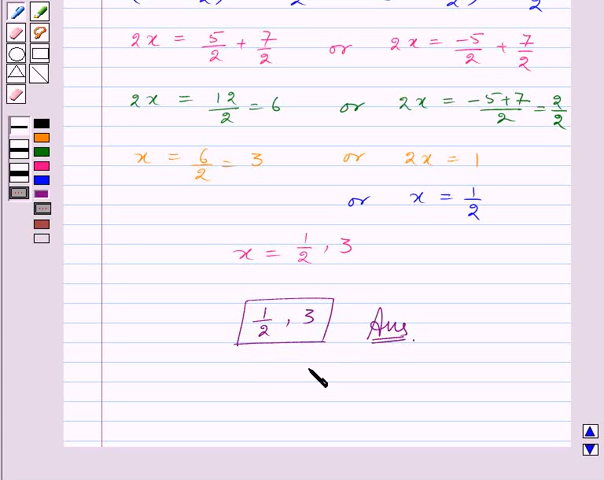 2x = 5/2 + 7/2 or 2x = -5/2 + 7/2
2x = 12/2 = 6 or 2x = -5+7/2 = 2/2
x = 6/2 = 3 or 2x = 1
or x = 1/2
x = 1/2, 3
1/2, 3 Ans.